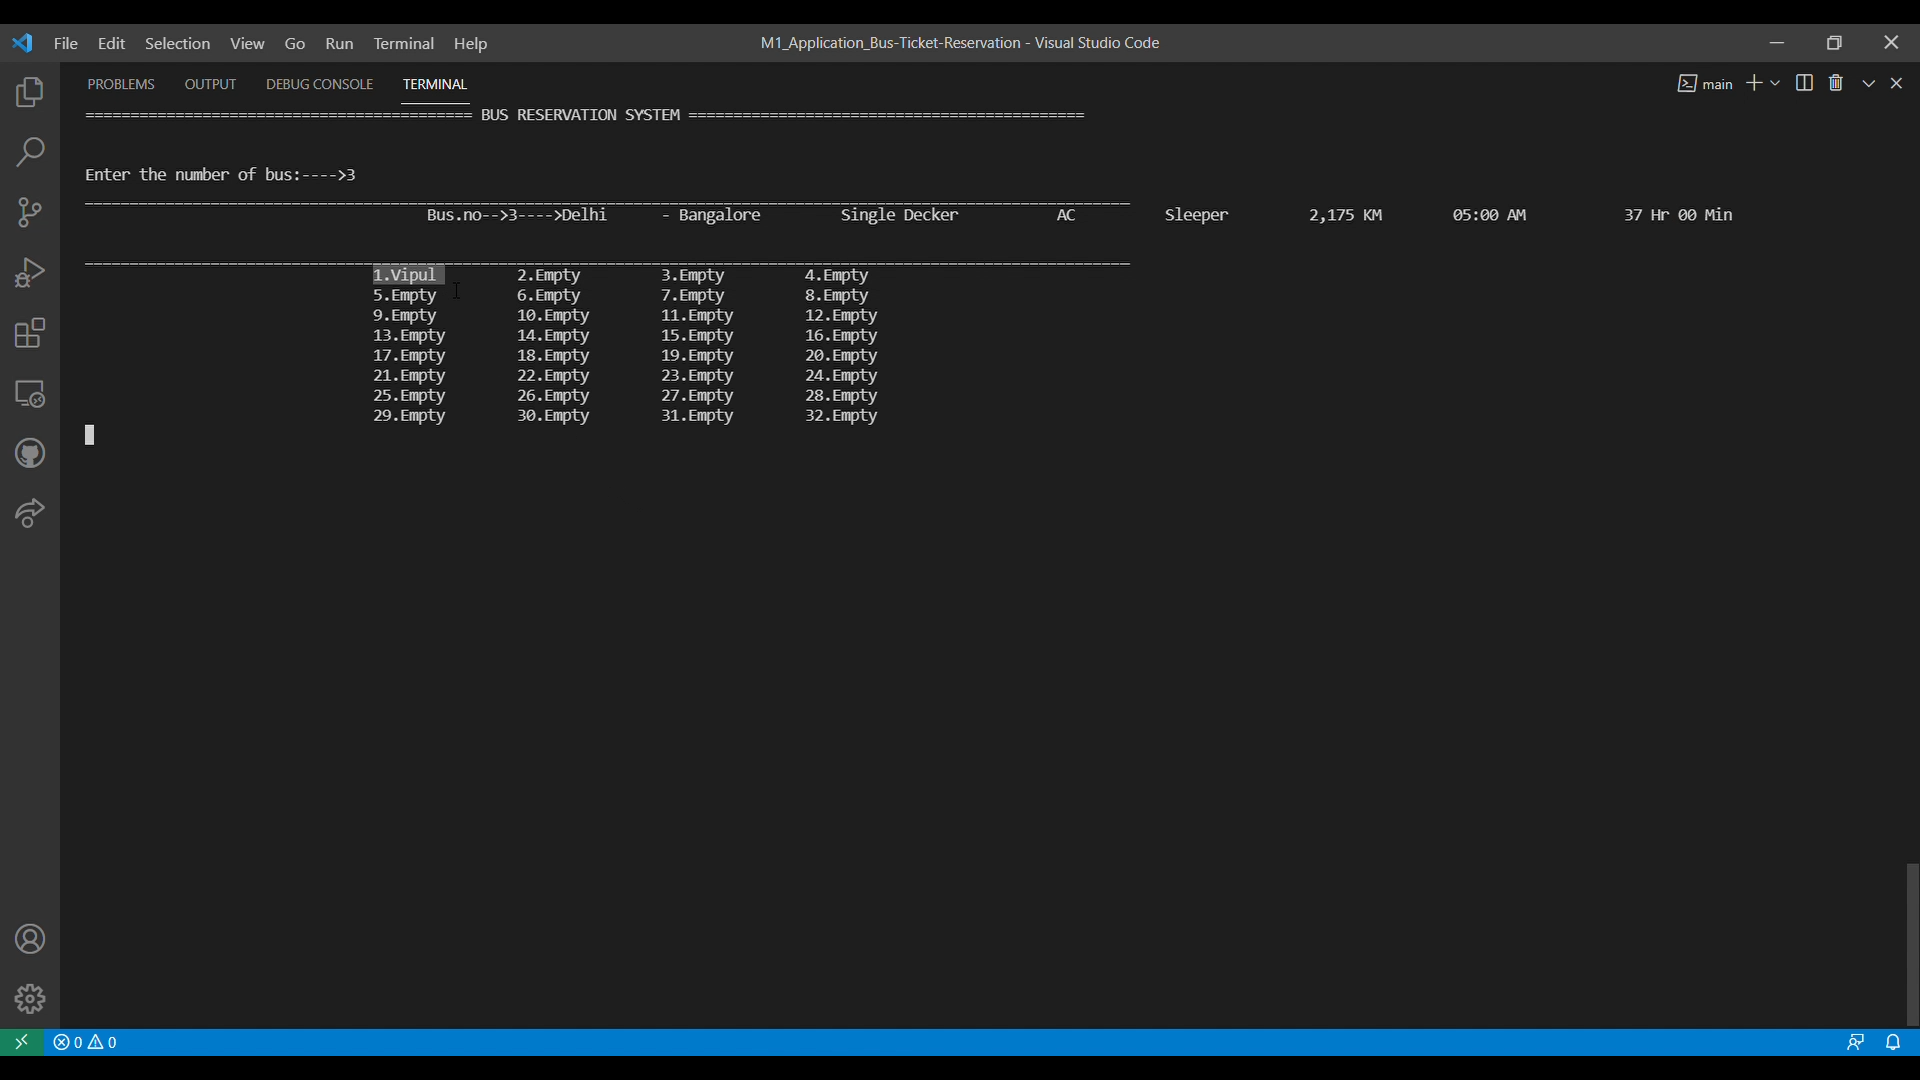 File Edit Selection View Go Run Terminal Help M1_Application_Bus-Ticket-Reservation - Visual Studio Code
PROBLEMS OUTPUT DEBUG CONSOLE TERMINAL main
=========================================== BUS RESERVATION SYSTEM ============================================
Enter the number of bus:---->3
Bus.no-->3---->Delhi - Bangalore Single Decker AC Sleeper 2,175 KM 05:00 AM 37 Hr 00 Min
1.Vipul 2.Empty 3.Empty 4.Empty
5.Empty 6.Empty 7.Empty 8.Empty
9.Empty 10.Empty 11.Empty 12.Empty
13.Empty 14.Empty 15.Empty 16.Empty
17.Empty 18.Empty 19.Empty 20.Empty
21.Empty 22.Empty 23.Empty 24.Empty
25.Empty 26.Empty 27.Empty 28.Empty
29.Empty 30.Empty 31.Empty 32.Empty
0 0